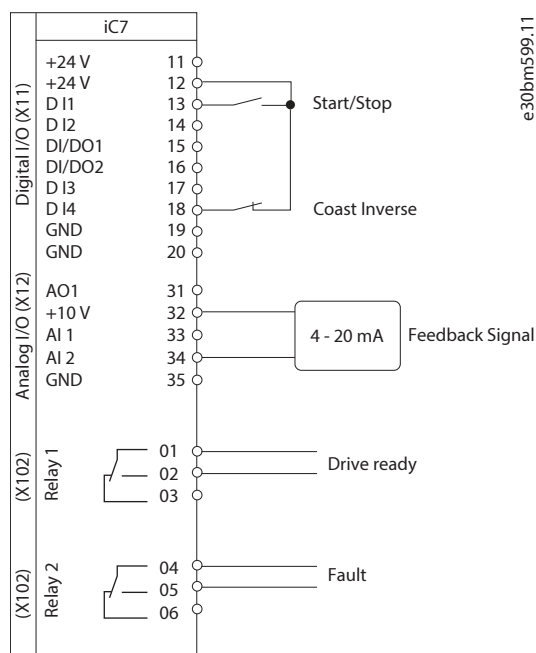 iC7
e30bm599.11
Digital I/O (X11)
+24 V 11
+24 V 12
D I1 13 Start/Stop
D I2 14
DI/DO1 15
DI/DO2 16
D I3 17
D I4 18 Coast Inverse
GND 19
GND 20
Analog I/O (X12)
AO1 31
+10 V 32
AI 1 33 4 - 20 mA Feedback Signal
AI 2 34
GND 35
(X102)
Relay 1
01
02 Drive ready
03
(X102)
Relay 2
04
05 Fault
06